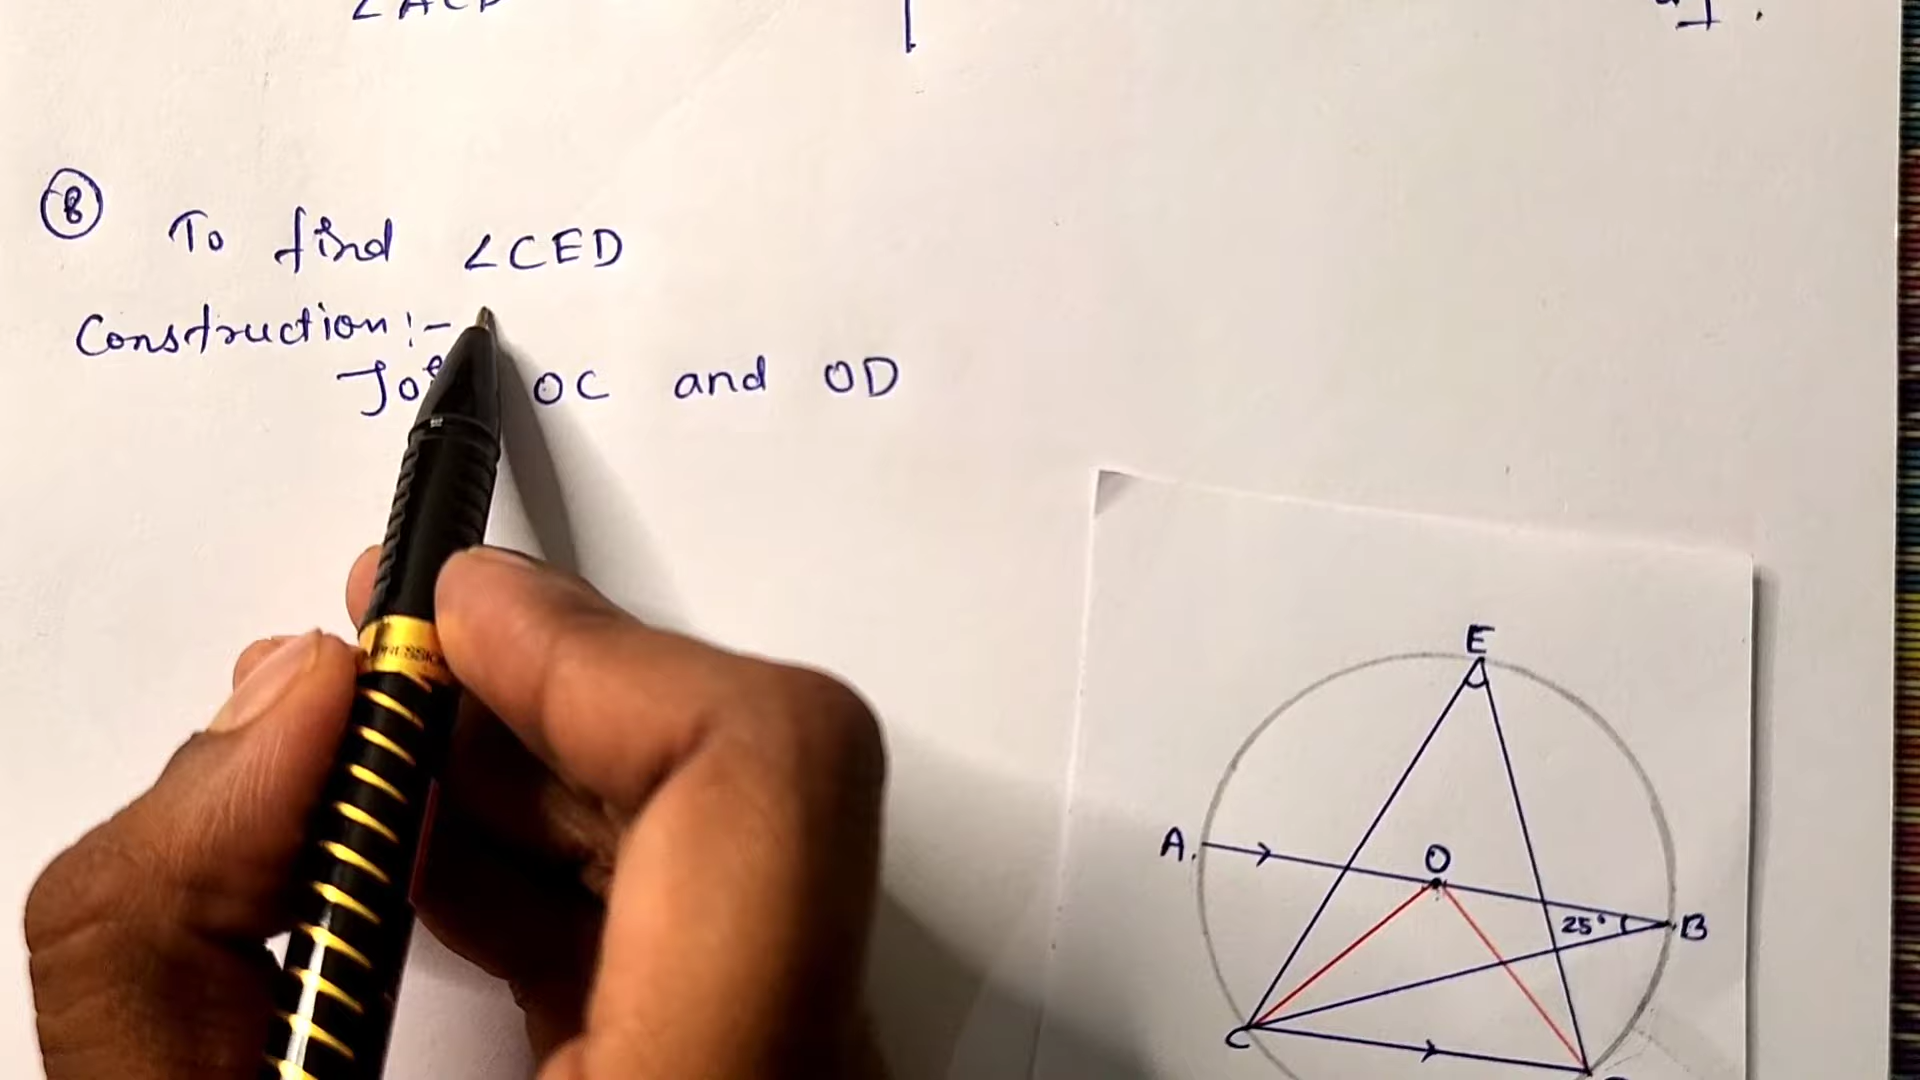 8 To find ∠CED
Construction:-
OC and OD
E
A.
O
25°
B
C